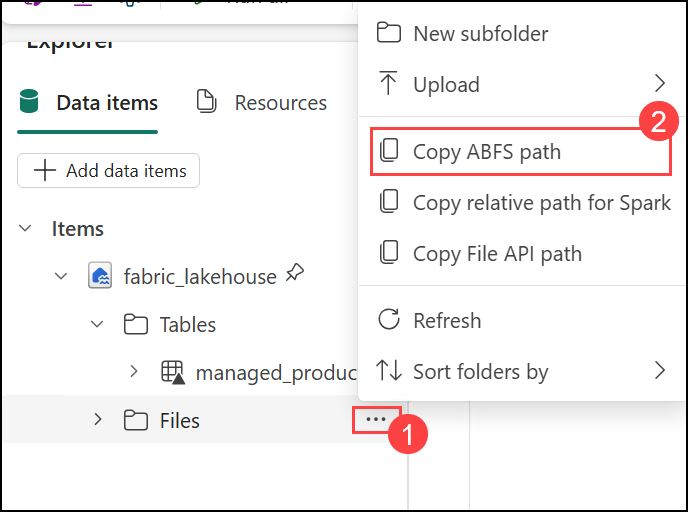 Explorer
Data items
Resources
Add data items
Items
fabric_lakehouse
Tables
managed_produc
Files
...
1
New subfolder
Upload
2
Copy ABFS path
Copy relative path for Spark
Copy File API path
Refresh
Sort folders by